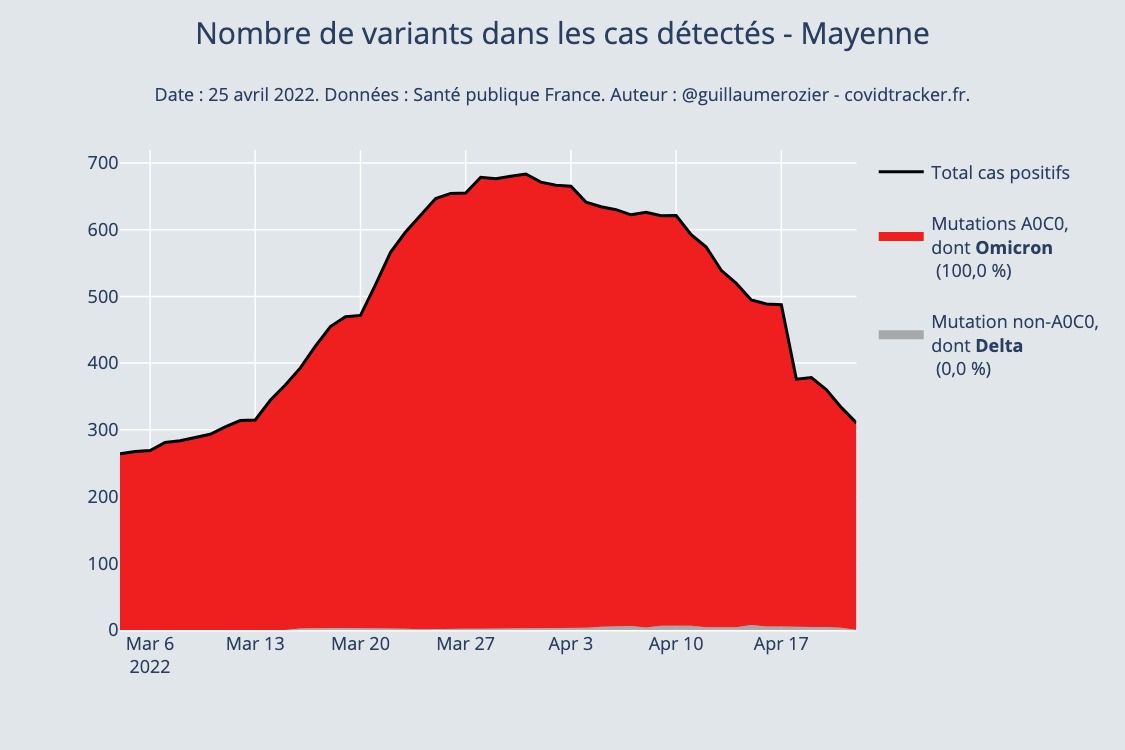 Nombre de variants dans les cas détectés - Mayenne
Date : 25 avril 2022. Données : Santé publique France. Auteur : @guillaumerozier - covidtracker.fr.
700
600
500
400
300
200
100
0
Mar 6
2022
Mar 13
Mar 20
Mar 27
Apr 3
Apr 10
Apr 17
Total cas positifs
Mutations A0C0,
dont Omicron
(100,0 %)
Mutation non-A0C0,
dont Delta
(0,0 %)